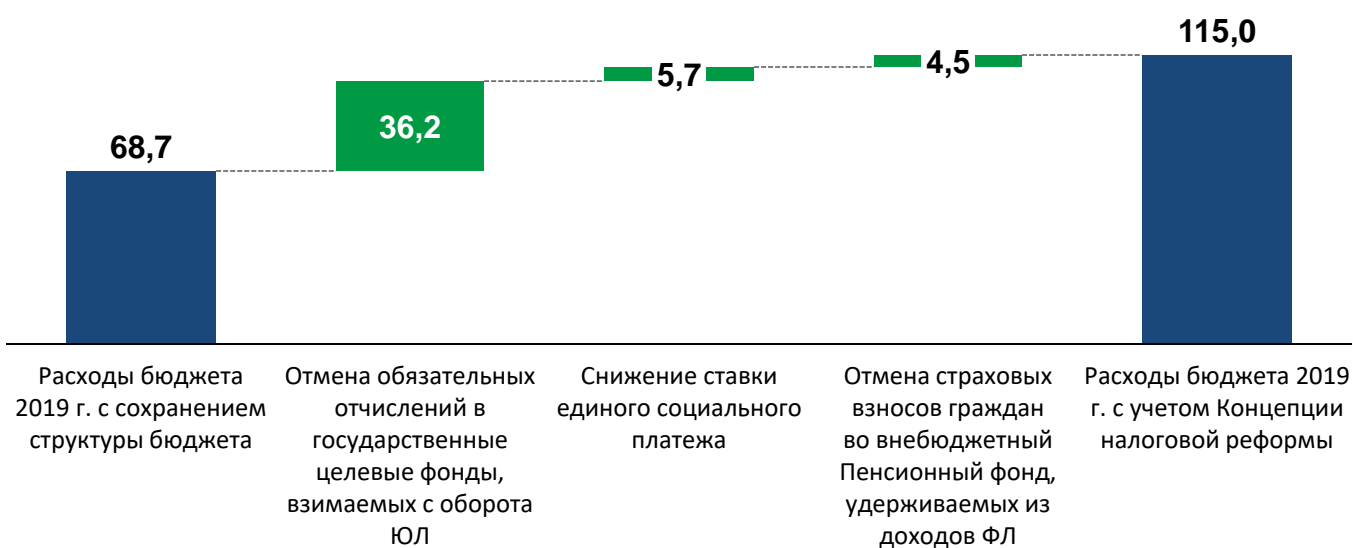 115,0
4,5
5,7
36,2
68,7
Расходы бюджета
2019 г. с сохранением
структуры бюджета
Отмена обязательных
отчислений в
государственные
целевые фонды,
взимаемых с оборота
ЮЛ
Снижение ставки
единого социального
платежа
Отмена страховых
взносов граждан
во внебюджетный
Пенсионный фонд,
удерживаемых из
доходов ФЛ
Расходы бюджета 2019
г. с учетом Концепции
налоговой реформы